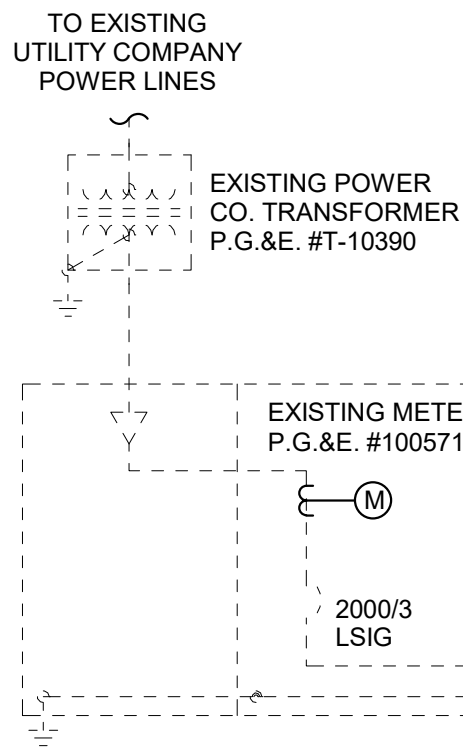 TO EXISTING
UTILITY COMPANY
POWER LINES
EXISTING POWER
CO. TRANSFORMER
P.G.&E. #T-10390
EXISTING METE
P.G.&E. #100571
M
2000/3
LSIG